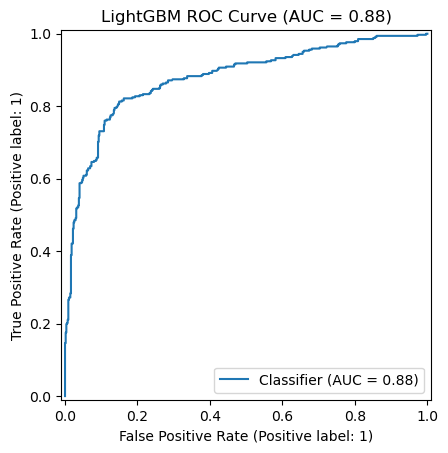 LightGBM ROC Curve (AUC = 0.88)
1.0
0.8
0.6
0.4
0.2
0.0
True Positive Rate (Positive label: 1)
Classifier (AUC = 0.88)
0.0 0.2 0.4 0.6 0.8 1.0
False Positive Rate (Positive label: 1)